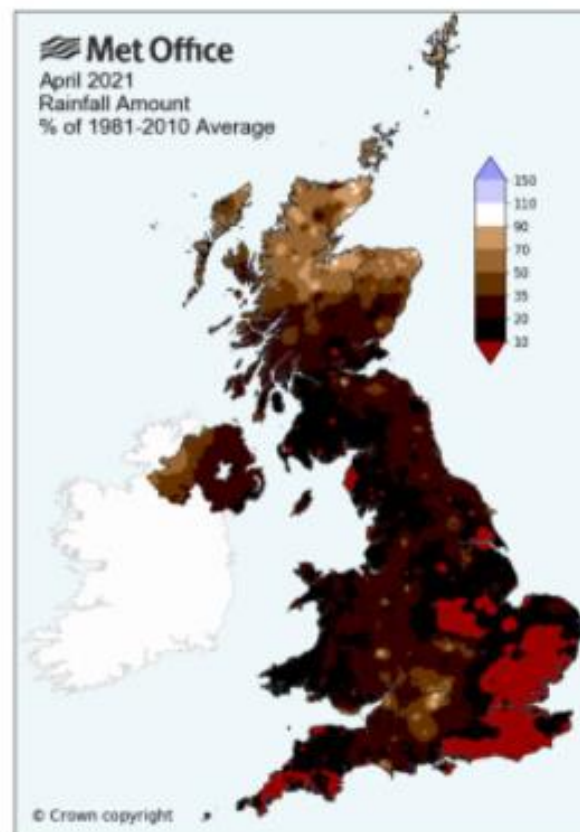 Met Office
April 2021
Rainfall Amount
% of 1981-2010 Average
150
110
90
70
50
35
20
10
© Crown copyright